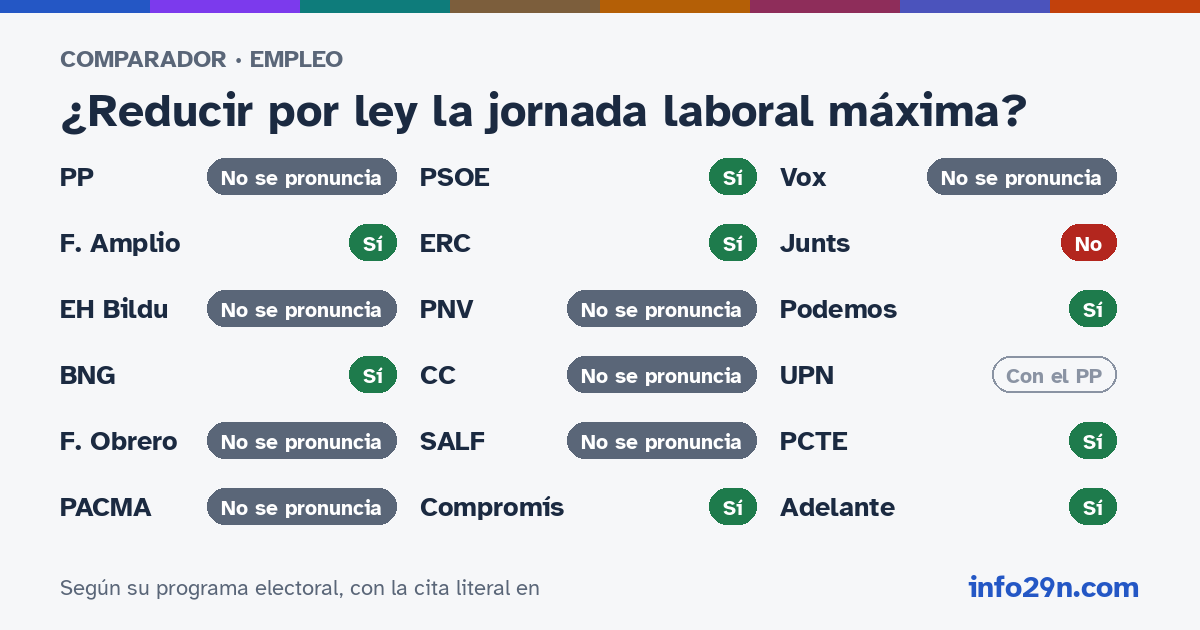 COMPARADOR · EMPLEO
¿Reducir por ley la jornada laboral máxima?
PP No se pronuncia PSOE Sí Vox No se pronuncia
F. Amplio Sí ERC Sí Junts No
EH Bildu No se pronuncia PNV No se pronuncia Podemos Sí
BNG Sí CC No se pronuncia UPN Con el PP
F. Obrero No se pronuncia SALF No se pronuncia PCTE Sí
PACMA No se pronuncia Compromís Sí Adelante Sí
Según su programa electoral, con la cita literal en info29n.com